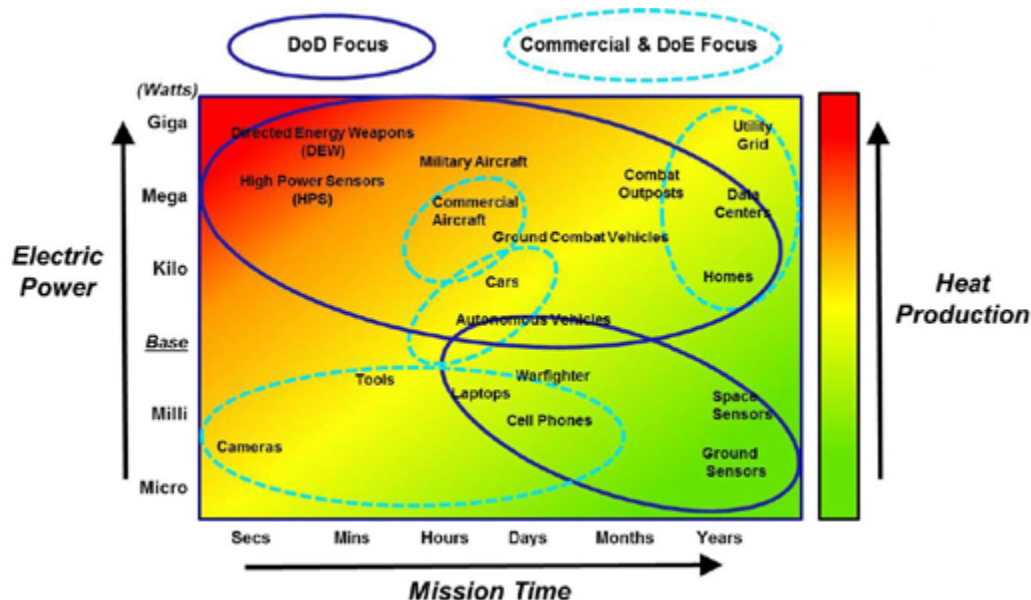 DoD Focus
Commercial & DoE Focus
(Watts)
Giga
Mega
Kilo
Base
Milli
Micro
Electric
Power
Directed Energy Weapons
(DEW)
High Power Sensors
(HPS)
Military Aircraft
Commercial
Aircraft
Ground Combat Vehicles
Combat
Outposts
Utility
Grid
Data
Centers
Homes
Cars
Autonomous Vehicles
Tools
Warfighter
Laptops
Cell Phones
Cameras
Space
Sensors
Ground
Sensors
Heat
Production
Secs
Mins
Hours
Days
Months
Years
Mission Time